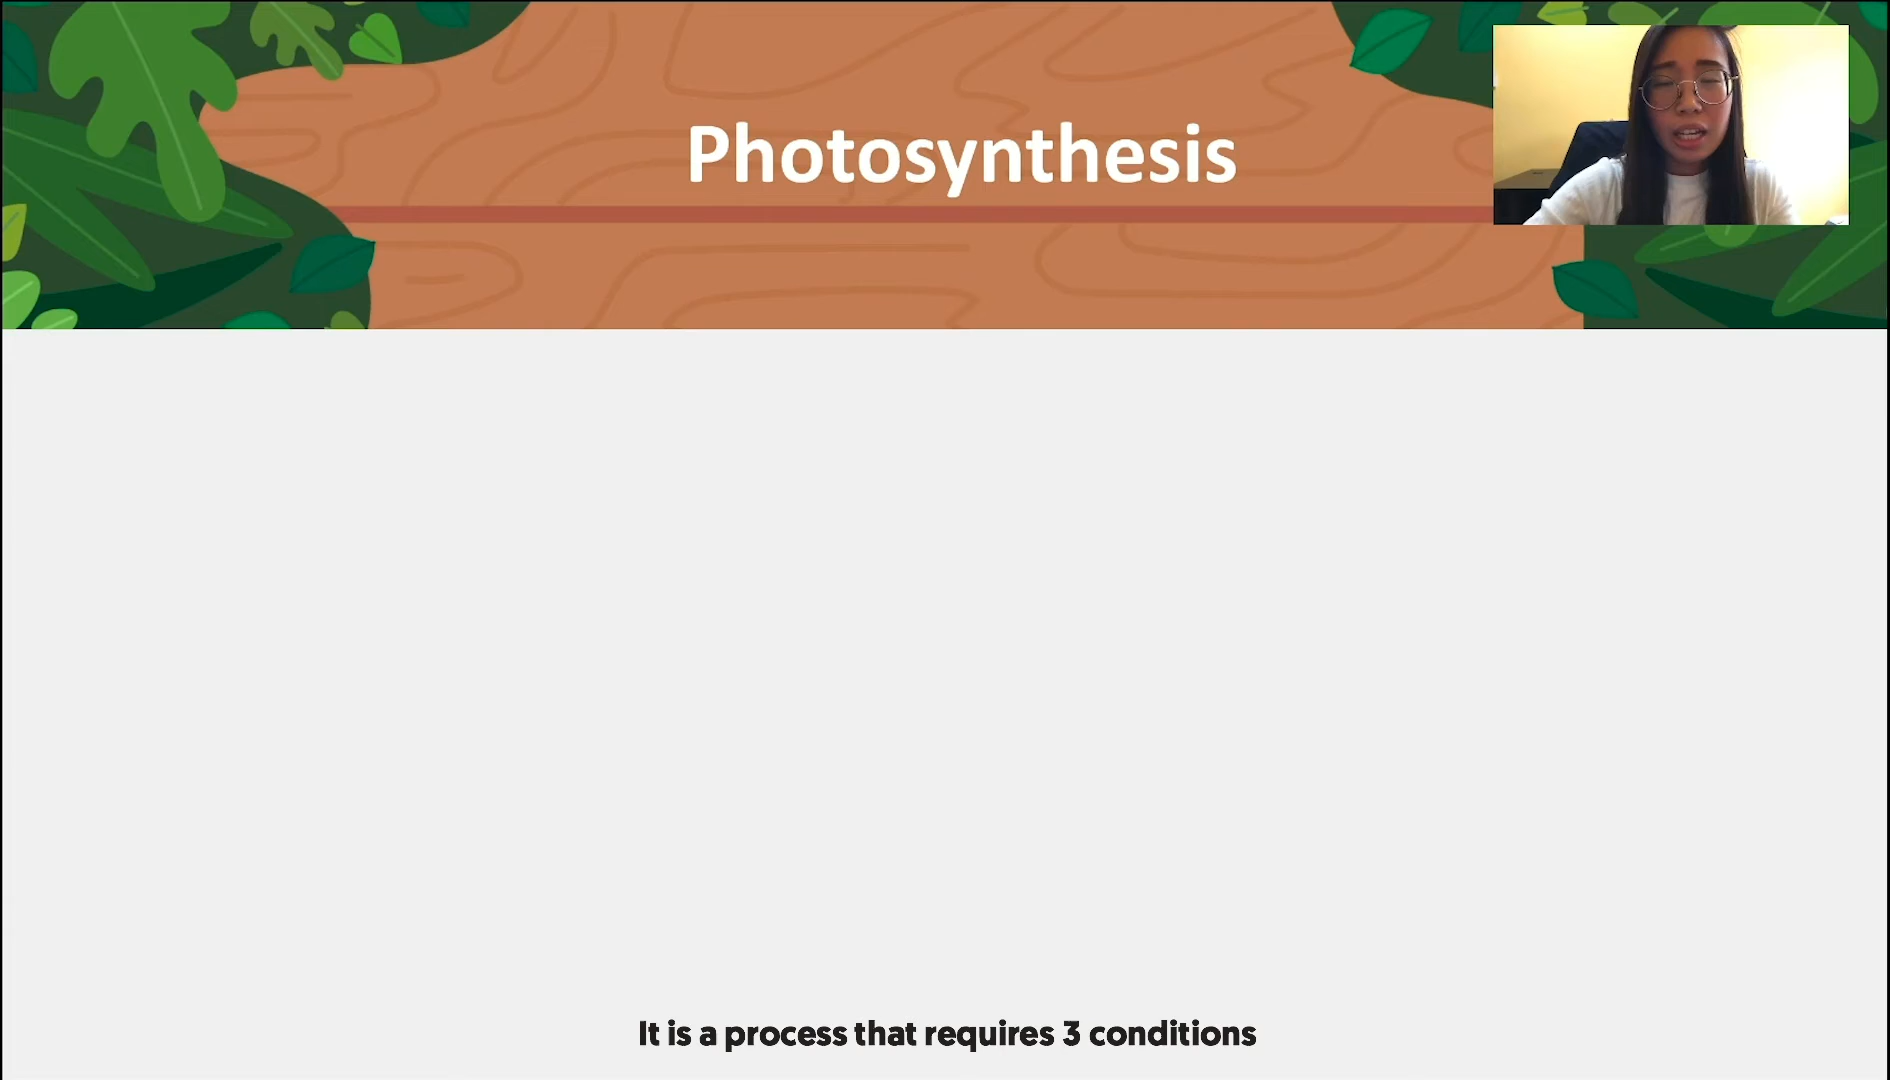 Photosynthesis
It is a process that requires 3 conditions